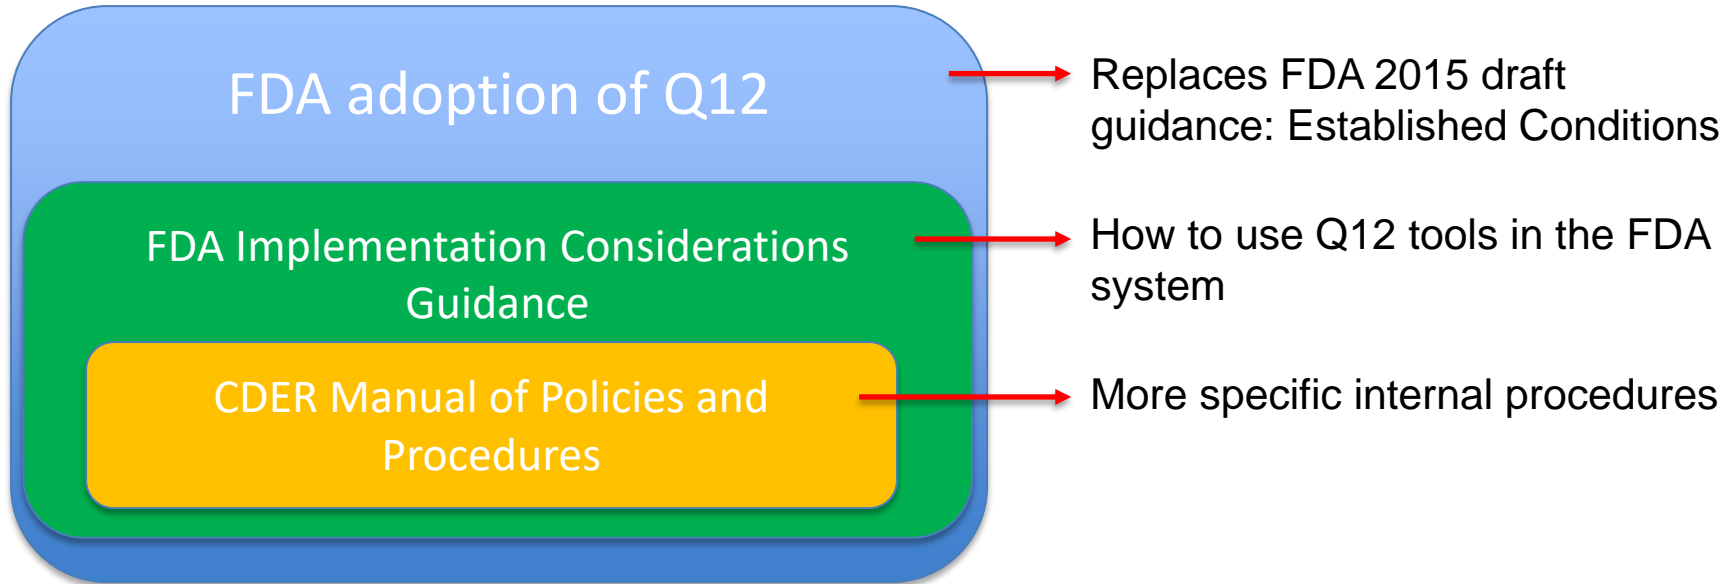 FDA adoption of Q12
Replaces FDA 2015 draft
guidance: Established Conditions
FDA Implementation Considerations
Guidance
How to use Q12 tools in the FDA
system
CDER Manual of Policies and
Procedures
More specific internal procedures